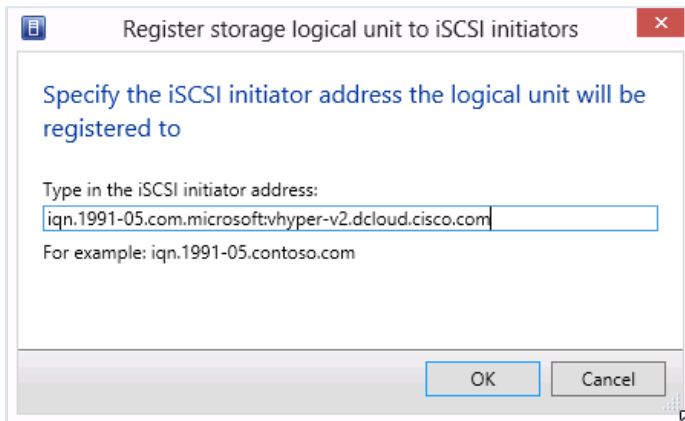 Register storage logical unit to iSCSI initiators
Specify the iSCSI initiator address the logical unit will be
registered to
Type in the iSCSI initiator address:
iqn.1991-05.com.microsoft:vhyper-v2.dcloud.cisco.com
For example: iqn.1991-05.contoso.com
OK
Cancel